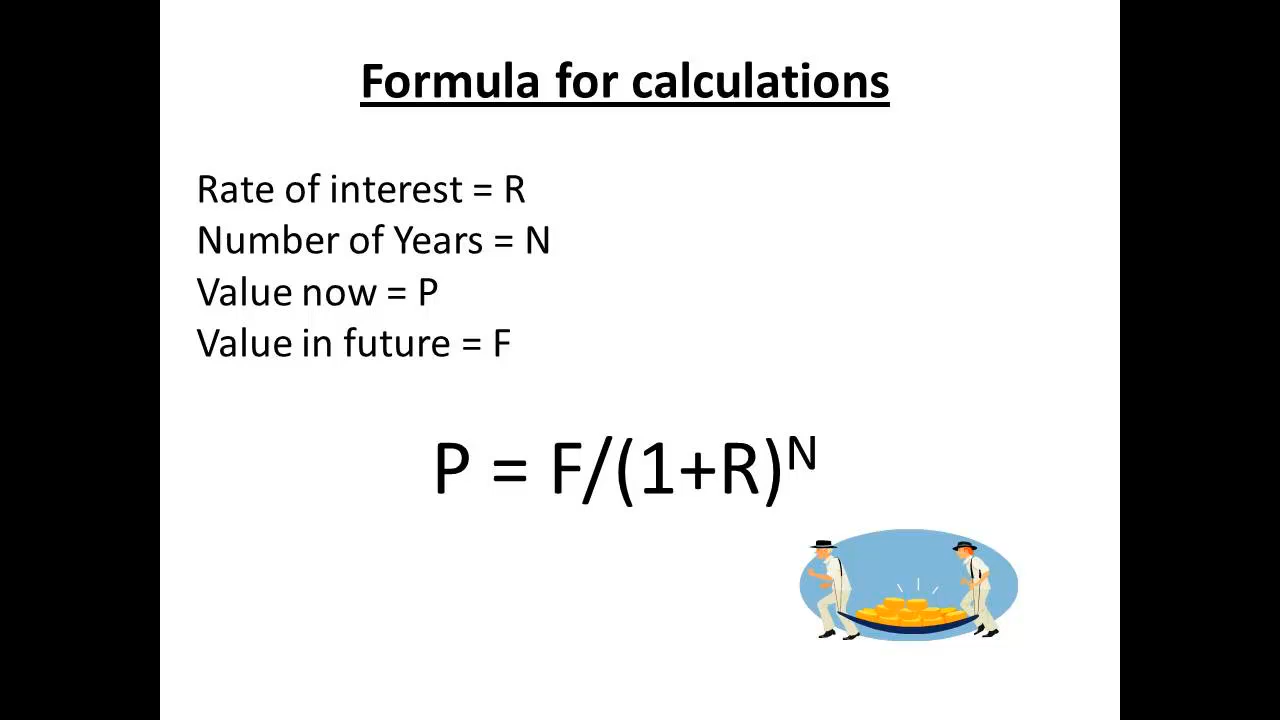 Formula for calculations
Rate of interest = R
Number of Years = N
Value now = P
Value in future = F
P = F/(1+R)ᴺ